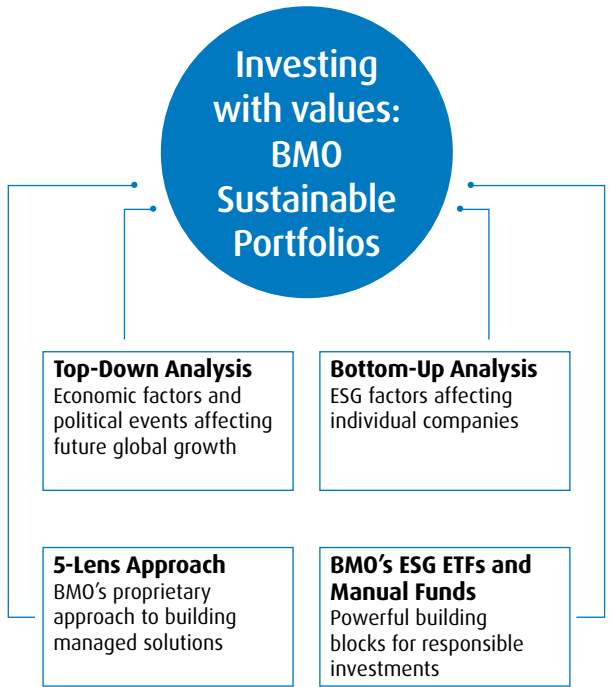 Investing
with values:
BMO
Sustainable
Portfolios
Top-Down Analysis
Economic factors and
political events affecting
future global growth
Bottom-Up Analysis
ESG factors affecting
individual companies
5-Lens Approach
BMO’s proprietary
approach to building
managed solutions
BMO’s ESG ETFs and
Manual Funds
Powerful building
blocks for responsible
investments